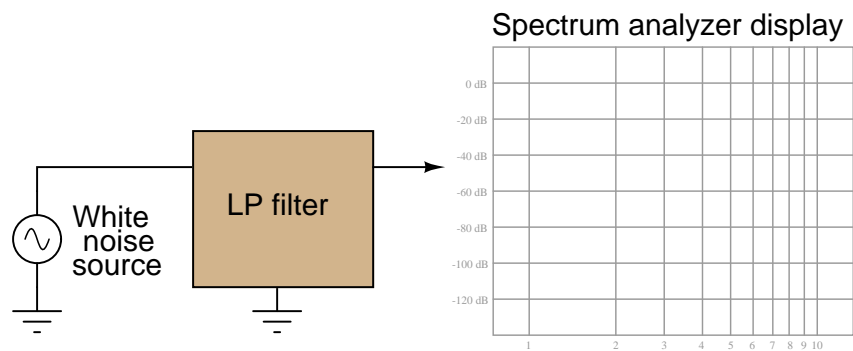 Spectrum analyzer display
0 dB
-20 dB
-40 dB
-60 dB
-80 dB
-100 dB
-120 dB
1 2 3 4 5 6 7 8 9 10
LP filter
White
noise
source